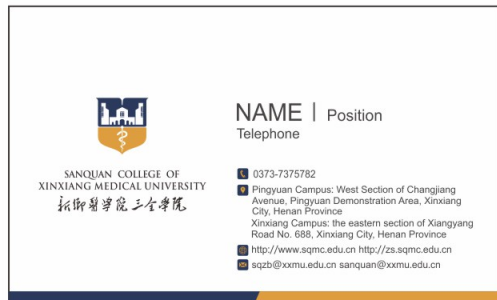 NAME | Position
Telephone
SANQUAN COLLEGE OF
XINXIANG MEDICAL UNIVERSITY
新乡醫學院三全學院
0373-7375782
Pingyuan Campus: West Section of Changjiang
Avenue, Pingyuan Demonstration Area, Xinxiang
City, Henan Province
Xinxiang Campus: the eastern section of Xiangyang
Road No. 688, Xinxiang City, Henan Province
http://www.sqmc.edu.cn http://zs.sqmc.edu.cn
sqzb@xxmu.edu.cn sanquan@xxmu.edu.cn